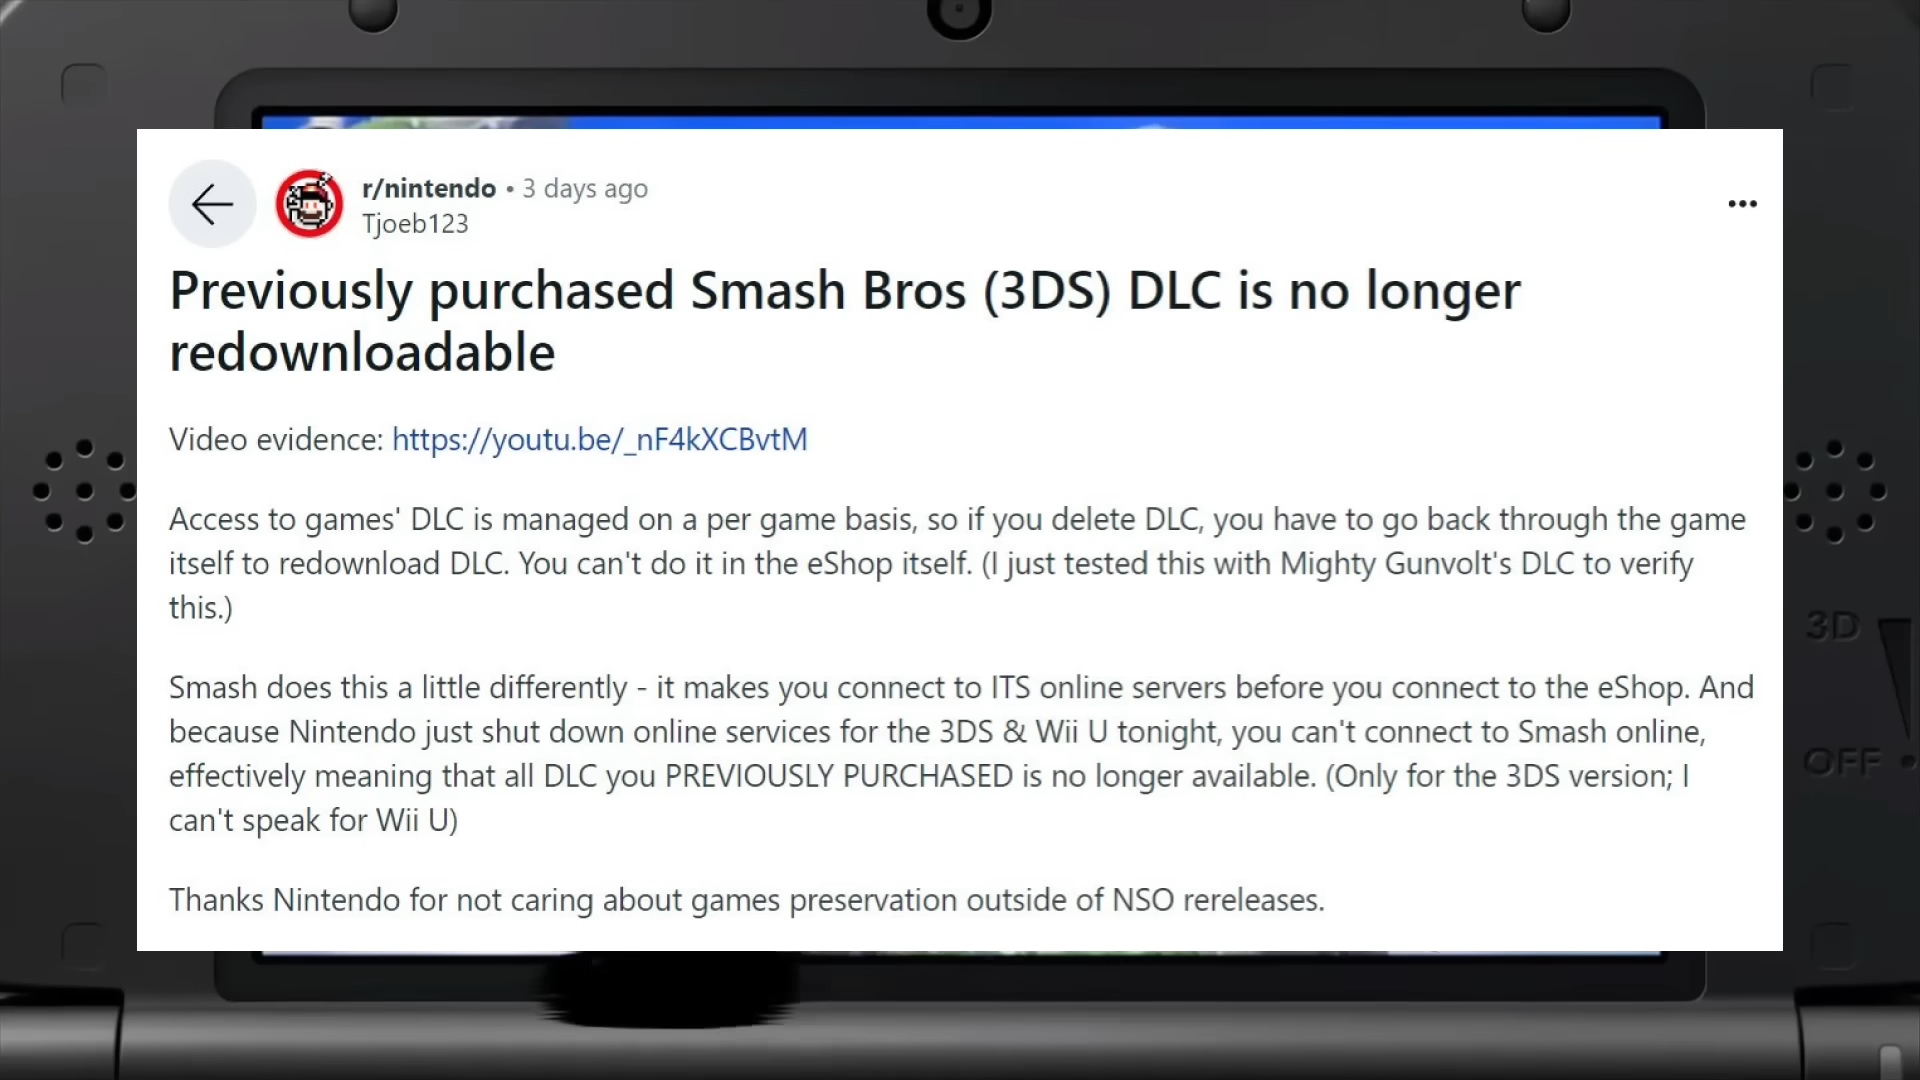 r/nintendo • 3 days ago
Tjoeb123
Previously purchased Smash Bros (3DS) DLC is no longer
redownloadable
Video evidence: https://youtu.be/_nF4kXCBvtM
Access to games' DLC is managed on a per game basis, so if you delete DLC, you have to go back through the game
itself to redownload DLC. You can't do it in the eShop itself. (I just tested this with Mighty Gunvolt's DLC to verify
this.)
Smash does this a little differently - it makes you connect to ITS online servers before you connect to the eShop. And
because Nintendo just shut down online services for the 3DS & Wii U tonight, you can't connect to Smash online,
effectively meaning that all DLC you PREVIOUSLY PURCHASED is no longer available. (Only for the 3DS version; I
can't speak for Wii U)
Thanks Nintendo for not caring about games preservation outside of NSO rereleases.
3D
OFF